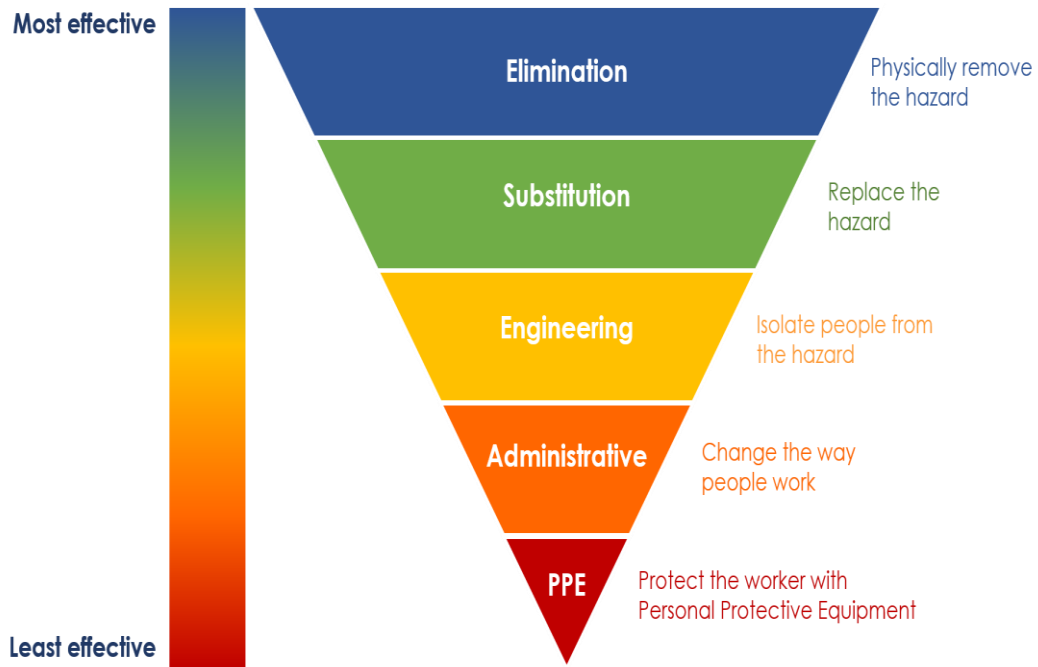 Most effective
Elimination
Physically remove
the hazard
Substitution
Replace the
hazard
Engineering
Isolate people from
the hazard
Administrative
Change the way
people work
PPE
Protect the worker with
Personal Protective Equipment
Least effective